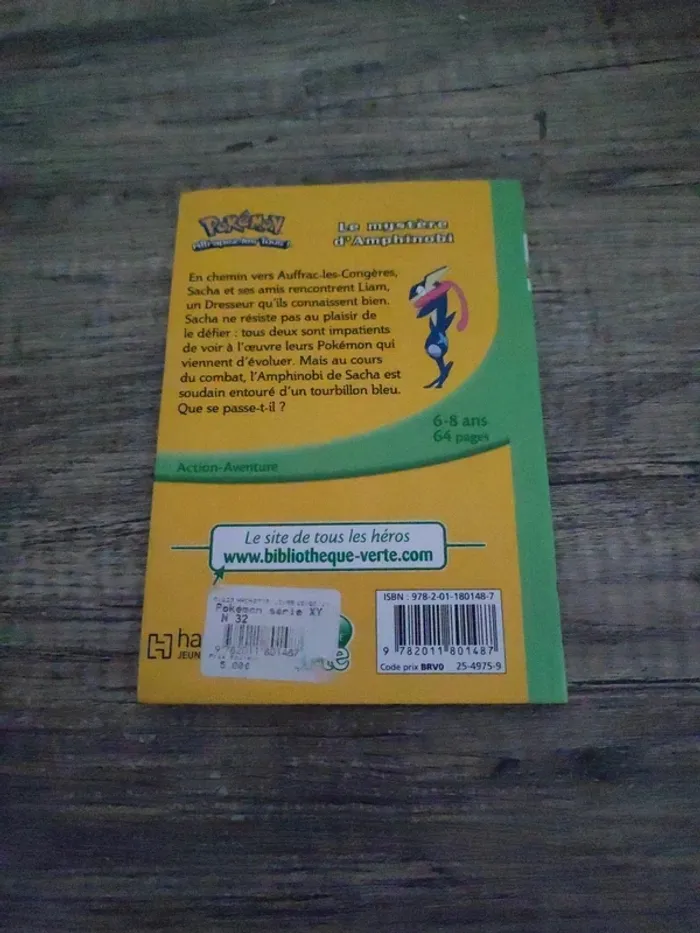 POKÉMON
Attrapez-les tous !
Le mystère
d'Amphinobi
En chemin vers Auffrac-les-Congères,
Sacha et ses amis rencontrent Liam,
un Dresseur qu'ils connaissent bien.
Sacha ne résiste pas au plaisir de
le défier : tous deux sont impatients
de voir à l'œuvre leurs Pokémon qui
viennent d'évoluer. Mais au cours
du combat, l'Amphinobi de Sacha est
soudain entouré d'un tourbillon bleu.
Que se passe-t-il ?
6-8 ans
64 pages
Action-Aventure
Le site de tous les héros
www.bibliotheque-verte.com
Pokemon série XY
N 32
9782011801487
5.00€
ha
JEUN
ISBN : 978-2-01-180148-7
9 782011 801487
Code prix BRV0 25-4975-9